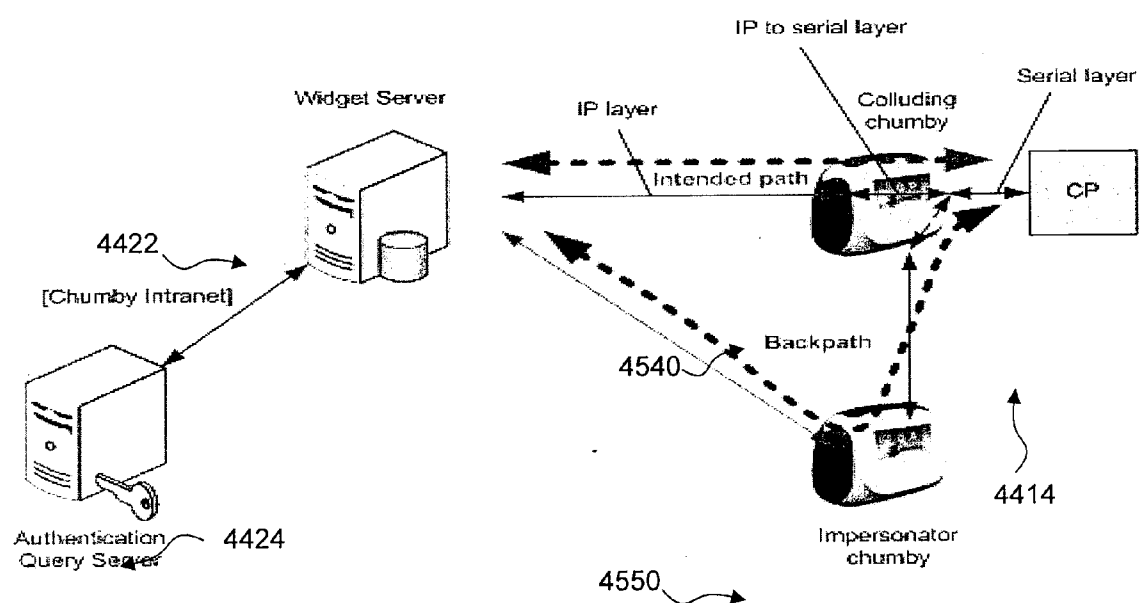 IP to serial layer
Serial layer
Widget Server
IP layer
Colluding
chumby
Intended path
CP
4422
[Chumby Intranet]
4540
Backpath
4414
Authentication
Query Server
4424
Impersonator
chumby
4550